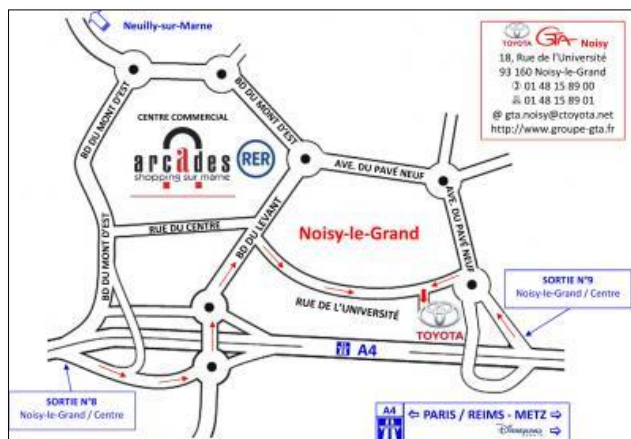 Neuilly-sur-Marne
TOYOTA GTA Noisy
18, Rue de l'Université
93 160 Noisy-le-Grand
01 48 15 89 00
01 48 15 89 01
@ gta.noisy@ctoyota.net
http://www.groupe-gta.fr
BD DU MONT D'EST
BD DU MONT D'EST
CENTRE COMMERCIAL
arcades
shopping sur marne
RER
AVE. DU PAVÉ NEUF
AVE. DU PAVÉ NEUF
RUE DU CENTRE
BD DU LEVANT
Noisy-le-Grand
BD DU MONT D'EST
SORTIE N°9
Noisy-le-Grand / Centre
RUE DE L'UNIVERSITÉ
TOYOTA
A4
SORTIE N°8
Noisy-le-Grand / Centre
A4
PARIS / REIMS - METZ
Disneyland